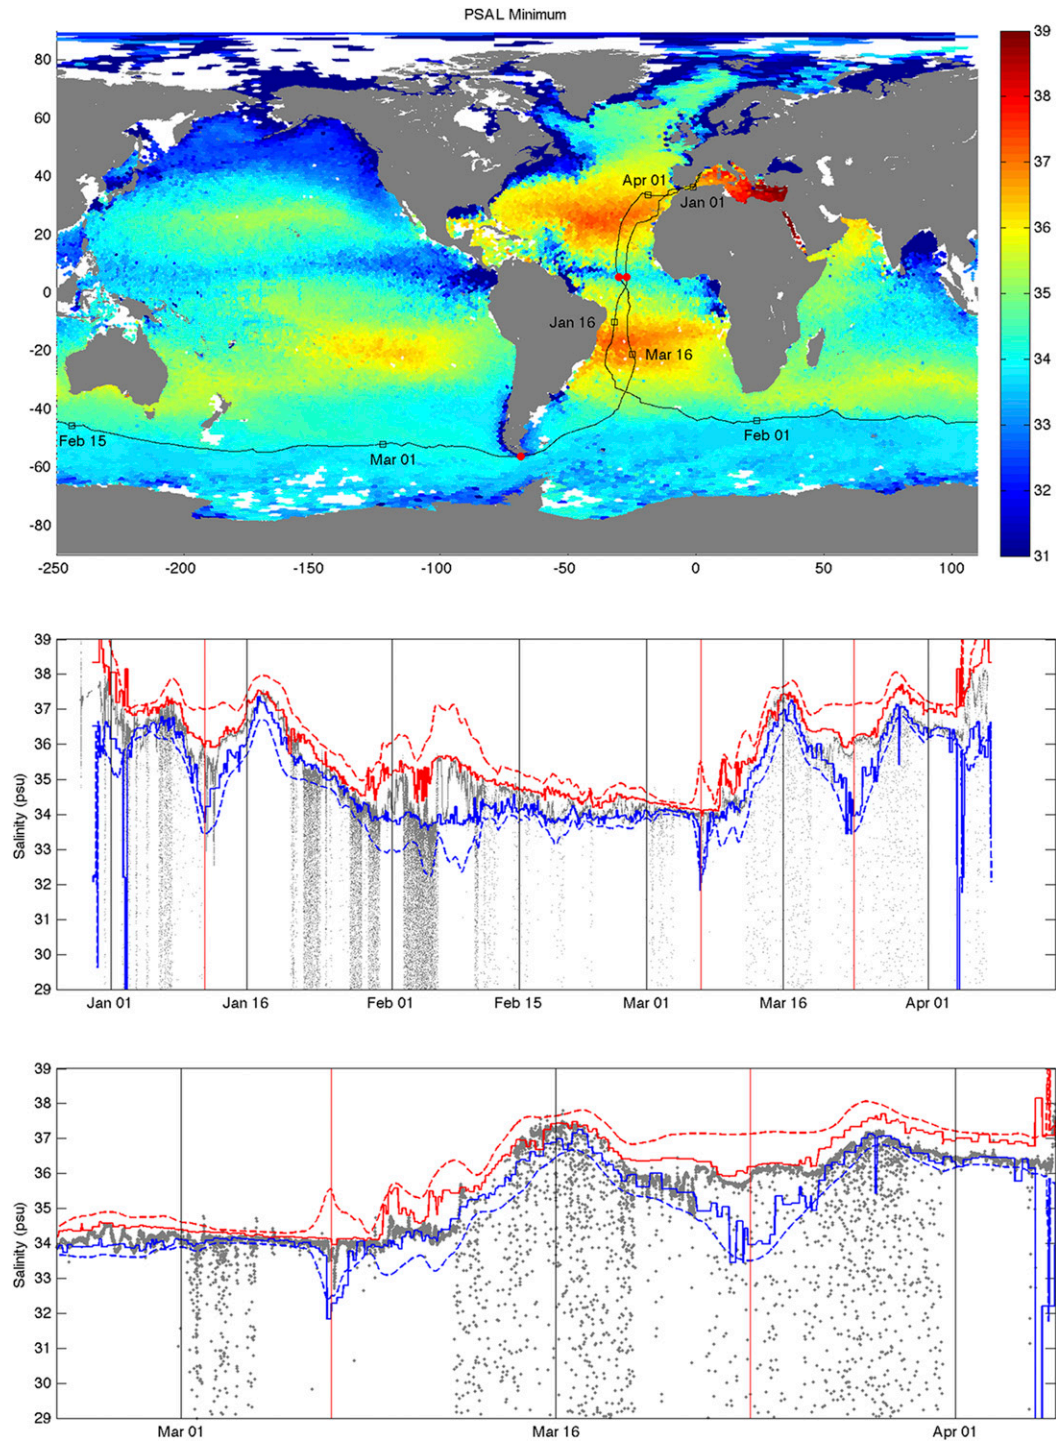 PSAL Minimum
80
60
40
20
0
-20
-40
-60
-80
-250
-200
-150
-100
-50
0
50
100
39
38
37
36
35
34
33
32
31
Apr 01
Jan 01
Jan 16
Mar 16
Feb 15
Mar 01
Feb 01
Salinity (psu)
39
38
37
36
35
34
33
32
31
30
29
Jan 01
Jan 16
Feb 01
Feb 15
Mar 01
Mar 16
Apr 01
Salinity (psu)
39
38
37
36
35
34
33
32
31
30
29
Mar 01
Mar 16
Apr 01